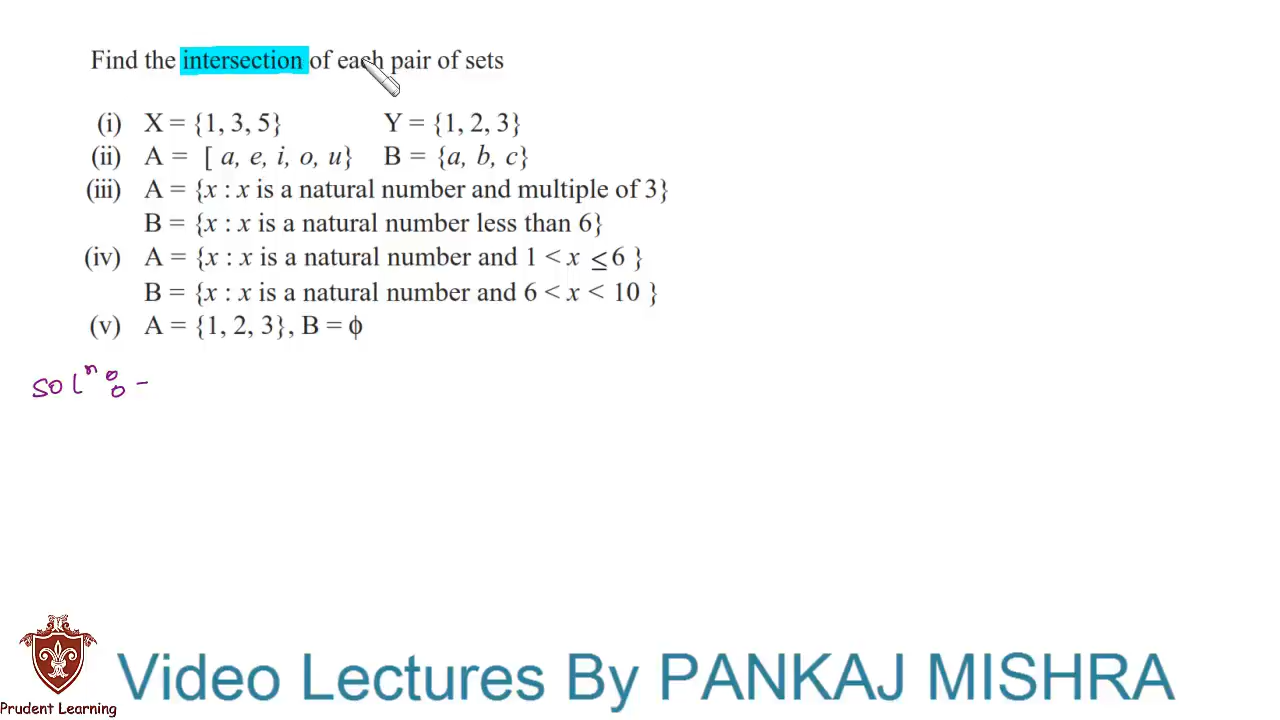 Find the intersection of each pair of sets
(i) X = {1, 3, 5} Y = {1, 2, 3}
(ii) A = [ a, e, i, o, u} B = {a, b, c}
(iii) A = {x : x is a natural number and multiple of 3}
B = {x : x is a natural number less than 6}
(iv) A = {x : x is a natural number and 1 < x ≤ 6 }
B = {x : x is a natural number and 6 < x < 10 }
(v) A = {1, 2, 3}, B = ϕ
Solⁿ: -
Video Lectures By PANKAJ MISHRA
Prudent Learning